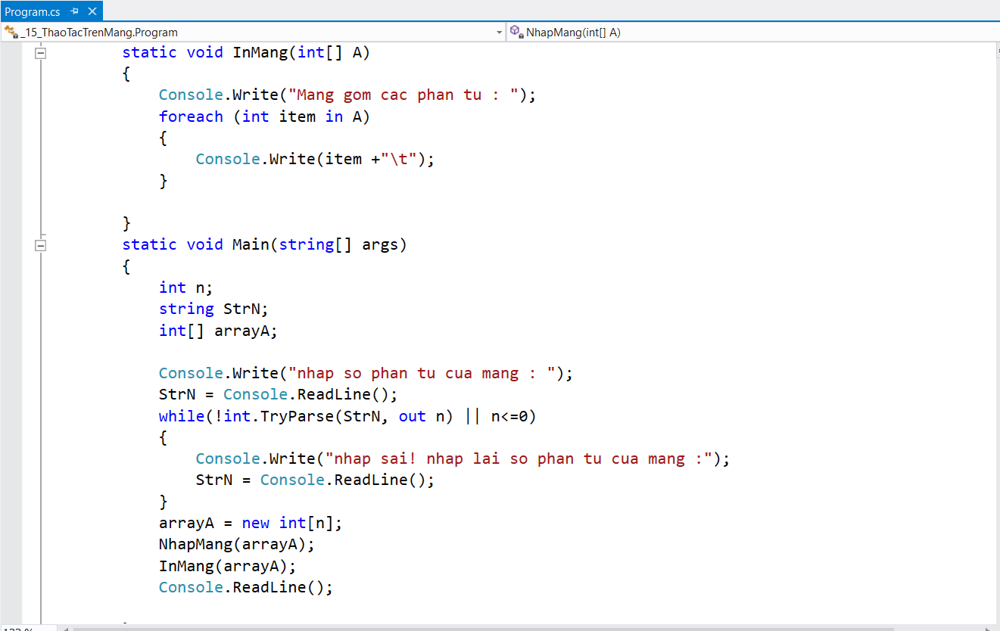 Program.cs
_15_ThaoTacTrenMang.Program
NhapMang(int[] A)
static void InMang(int[] A)
{
Console.Write("Mang gom cac phan tu : ");
foreach (int item in A)
{
Console.Write(item +"\t");
}
}
static void Main(string[] args)
{
int n;
string StrN;
int[] arrayA;
Console.Write("nhap so phan tu cua mang : ");
StrN = Console.ReadLine();
while(!int.TryParse(StrN, out n) || n<=0)
{
Console.Write("nhap sai! nhap lai so phan tu cua mang :");
StrN = Console.ReadLine();
}
arrayA = new int[n];
NhapMang(arrayA);
InMang(arrayA);
Console.ReadLine();